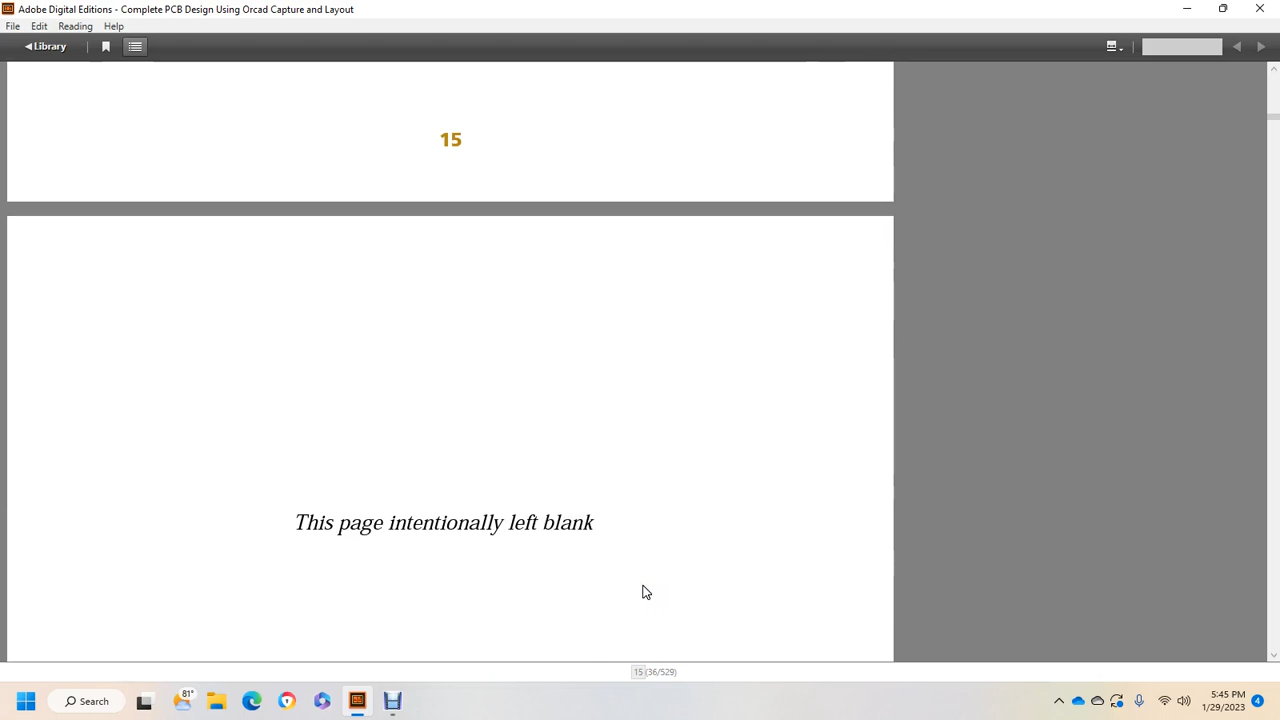 Adobe Digital Editions - Complete PCB Design Using Orcad Capture and Layout
File Edit Reading Help
Library
15
This page intentionally left blank
15 (36/529)
81°
Search
5:45 PM
1/29/2023
4